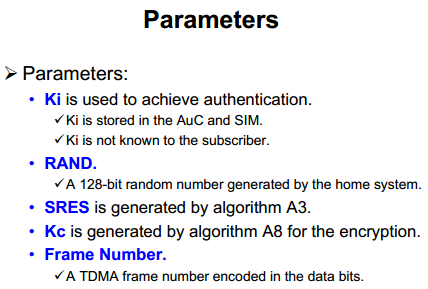 Parameters
➢ Parameters:
• Ki is used to achieve authentication.
✓Ki is stored in the AuC and SIM.
✓Ki is not known to the subscriber.
• RAND.
✓A 128-bit random number generated by the home system.
• SRES is generated by algorithm A3.
• Kc is generated by algorithm A8 for the encryption.
• Frame Number.
✓A TDMA frame number encoded in the data bits.